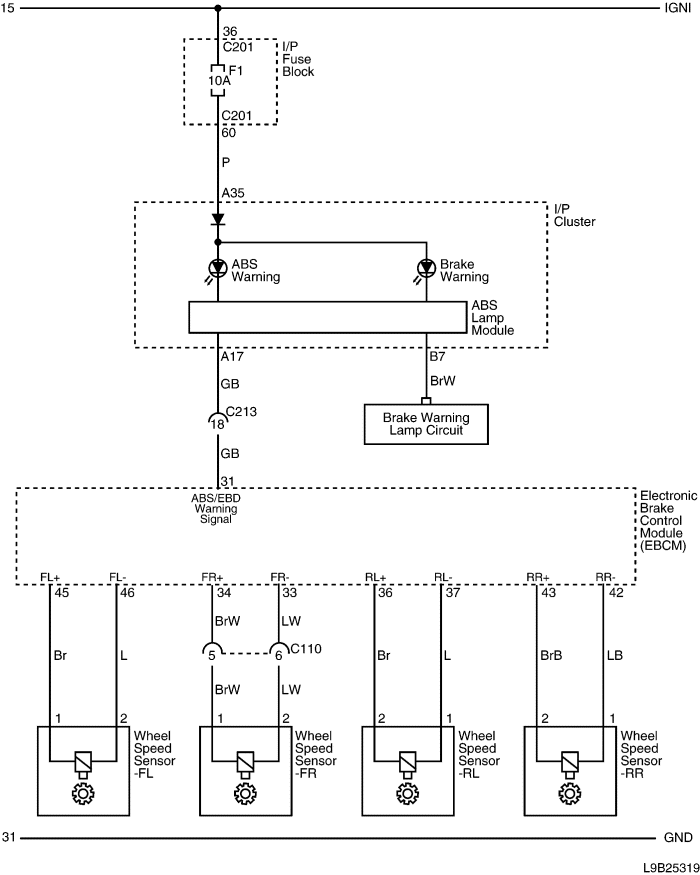 15
IGNI
36
C201
I/P
Fuse
Block
F1
10A
C201
60
P
A35
I/P
Cluster
ABS
Warning
Brake
Warning
ABS
Lamp
Module
A17
B7
GB
BrW
C213
18
Brake Warning
Lamp Circuit
GB
31
ABS/EBD
Warning
Signal
Electronic
Brake
Control
Module
(EBCM)
FL+ FL- FR+ FR- RL+ RL- RR+ RR-
45 46 34 33 36 37 43 42
BrW LW
5 6 C110
Br L Br L BrB LB
BrW LW
1 2 1 2 2 1 2 1
Wheel
Speed
Sensor
-FL
Wheel
Speed
Sensor
-FR
Wheel
Speed
Sensor
-RL
Wheel
Speed
Sensor
-RR
31
GND
L9B25319